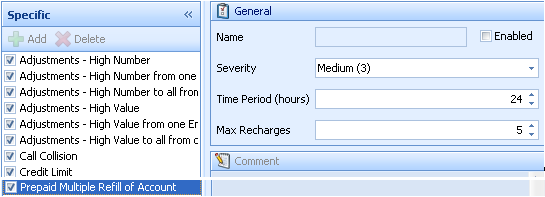 Specific
Add Delete
Adjustments - High Number
Adjustments - High Number from one
Adjustments - High Number to all from
Adjustments - High Value
Adjustments - High Value from one Er
Adjustments - High Value to all from c
Call Collision
Credit Limit
Prepaid Multiple Refill of Account
General
Name Enabled
Severity Medium (3)
Time Period (hours) 24
Max Recharges 5
Comment